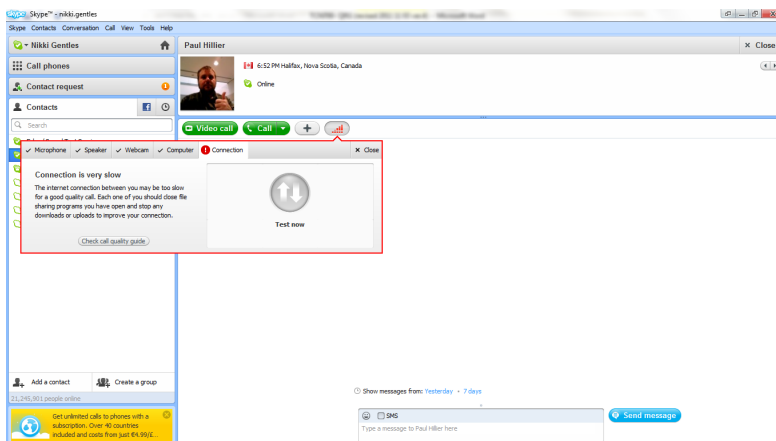 Skype™ - nikki.gentles
Skype Contacts Conversation Call View Tools Help
Nikki Gentles
Call phones
Contact request
Contacts
Search
Paul Hillier
× Close
6:52 PM Halifax, Nova Scotia, Canada
Online
Video call
Call
Microphone
Speaker
Webcam
Computer
Connection
× Close
Connection is very slow
The internet connection between you may be too slow
for a good quality call. Each one of you should close file
sharing programs you have open and stop any
downloads or uploads to improve your connection.
Check call quality guide
Test now
Add a contact
Create a group
21,245,901 people online
Get unlimited calls to phones with a
subscription. Over 40 countries
included and costs from just €4.99/£...
Show messages from: Yesterday • 7 days
SMS
Type a message to Paul Hillier here
Send message